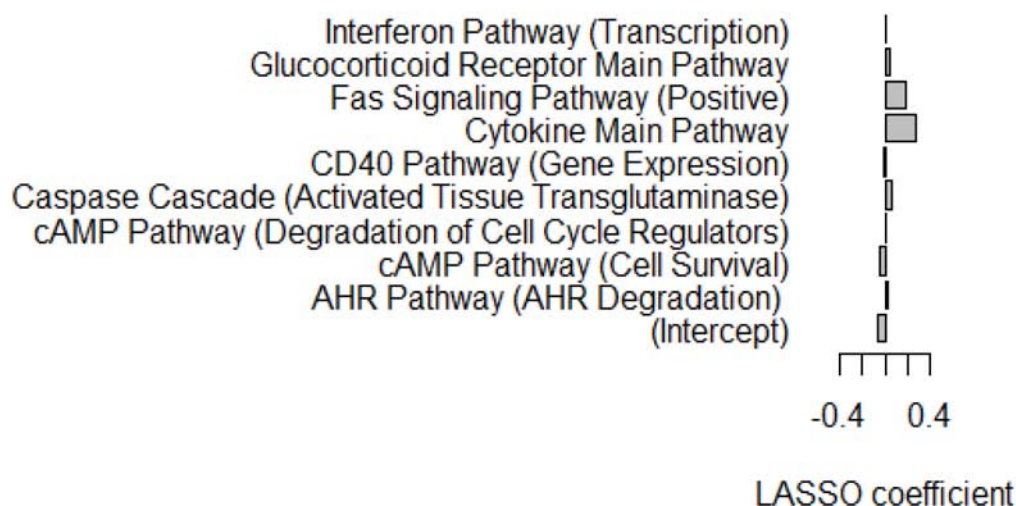 Interferon Pathway (Transcription)
Glucocorticoid Receptor Main Pathway
Fas Signaling Pathway (Positive)
Cytokine Main Pathway
CD40 Pathway (Gene Expression)
Caspase Cascade (Activated Tissue Transglutaminase)
cAMP Pathway (Degradation of Cell Cycle Regulators)
cAMP Pathway (Cell Survival)
AHR Pathway (AHR Degradation)
(Intercept)
-0.4 0.4
LASSO coefficient